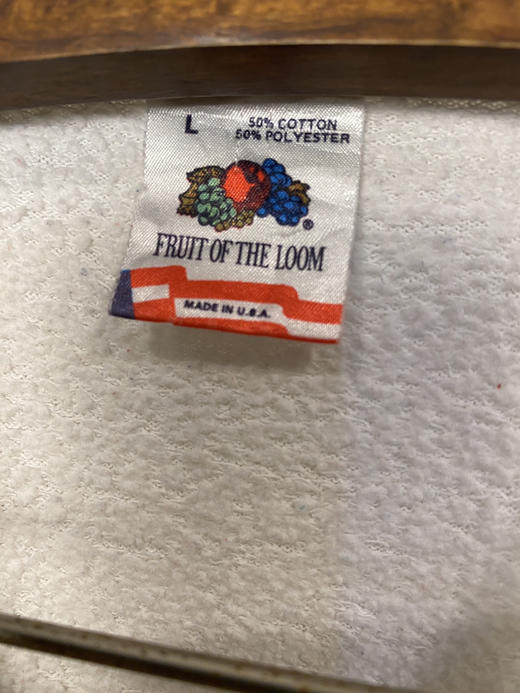 L
50% COTTON
50% POLYESTER
®
FRUIT OF THE LOOM
MADE IN U.S.A.